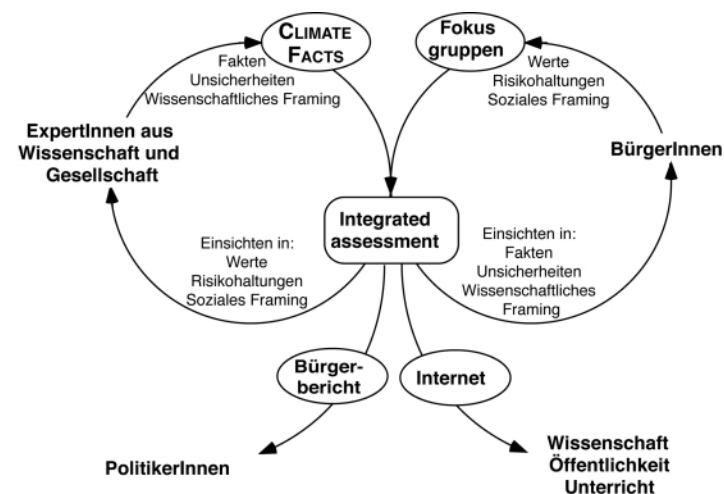 CLIMATE
FACTS
Fokus
gruppen
Fakten
Unsicherheiten
Wissenschaftliches Framing
Werte
Risikohaltungen
Soziales Framing
ExpertInnen aus
Wissenschaft und
Gesellschaft
BürgerInnen
Integrated
assessment
Einsichten in:
Werte
Risikohaltungen
Soziales Framing
Einsichten in:
Fakten
Unsicherheiten
Wissenschaftliches
Framing
Bürger-
bericht
Internet
PolitikerInnen
Wissenschaft
Öffentlichkeit
Unterricht